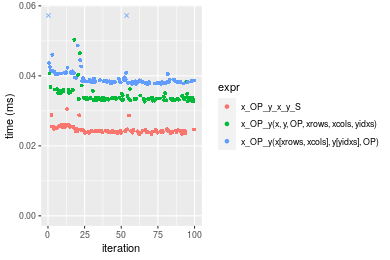 0.06
0.04
0.02
0.00
time (ms)
0
25
50
75
100
iteration
expr
x_OP_y_x_y_S
x_OP_y(x, y, OP, xrows, xcols, yidxs)
x_OP_y(x[xrows, xcols], y[yidxs], OP)